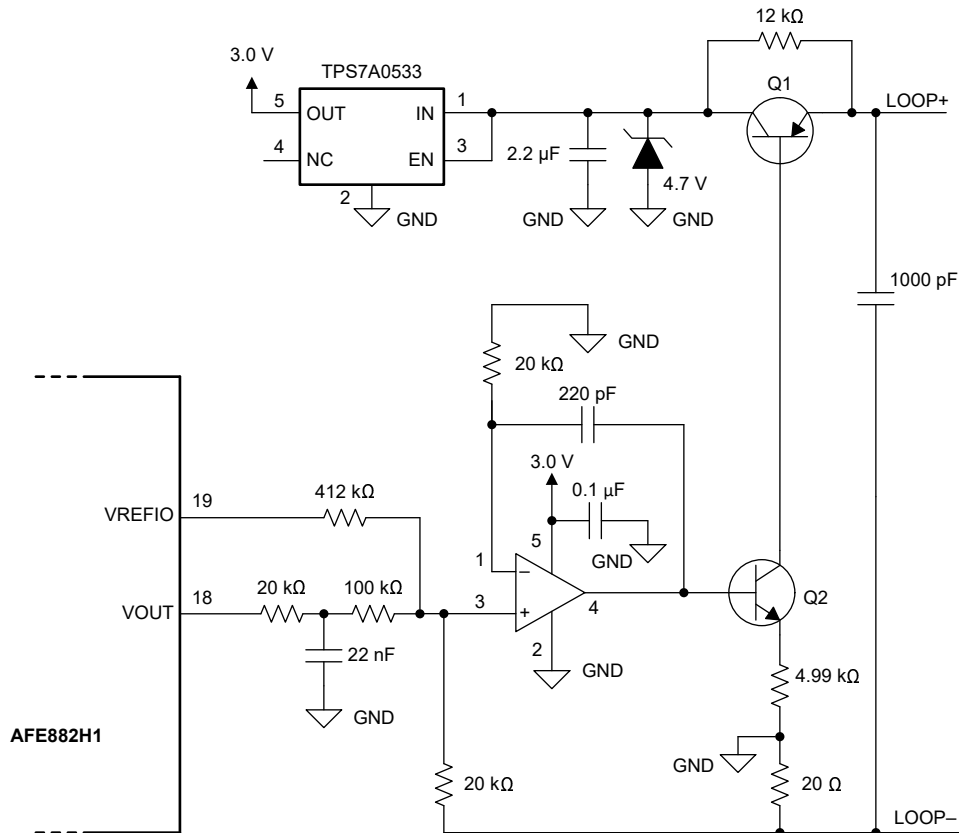 12 kΩ
3.0 V
TPS7A0533
Q1
LOOP+
5
OUT
IN
1
4
NC
EN
3
2
GND
2.2 µF
GND
4.7 V
GND
1000 pF
GND
20 kΩ
220 pF
3.0 V
0.1 µF
GND
412 kΩ
VREFIO
19
VOUT
18
20 kΩ
100 kΩ
22 nF
GND
1
–
3
+
5
4
2
GND
Q2
4.99 kΩ
GND
20 Ω
20 kΩ
AFE882H1
LOOP–